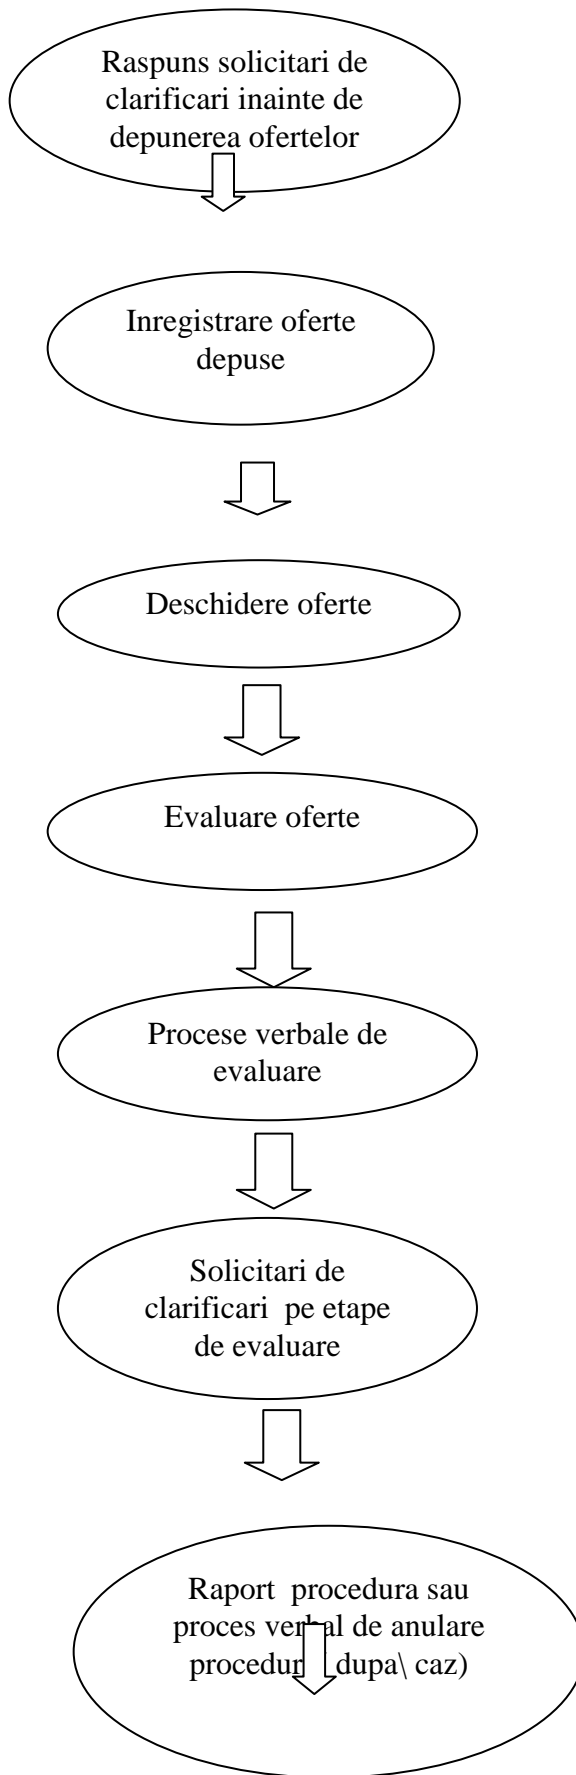 Raspuns solicitari de
clarificari inainte de
depunerea ofertelor
Inregistrare oferte
depuse
Deschidere oferte
Evaluare oferte
Procese verbale de
evaluare
Solicitari de
clarificari pe etape
de evaluare
Raport procedura sau
proces verbal de anulare
dupa\ caz)